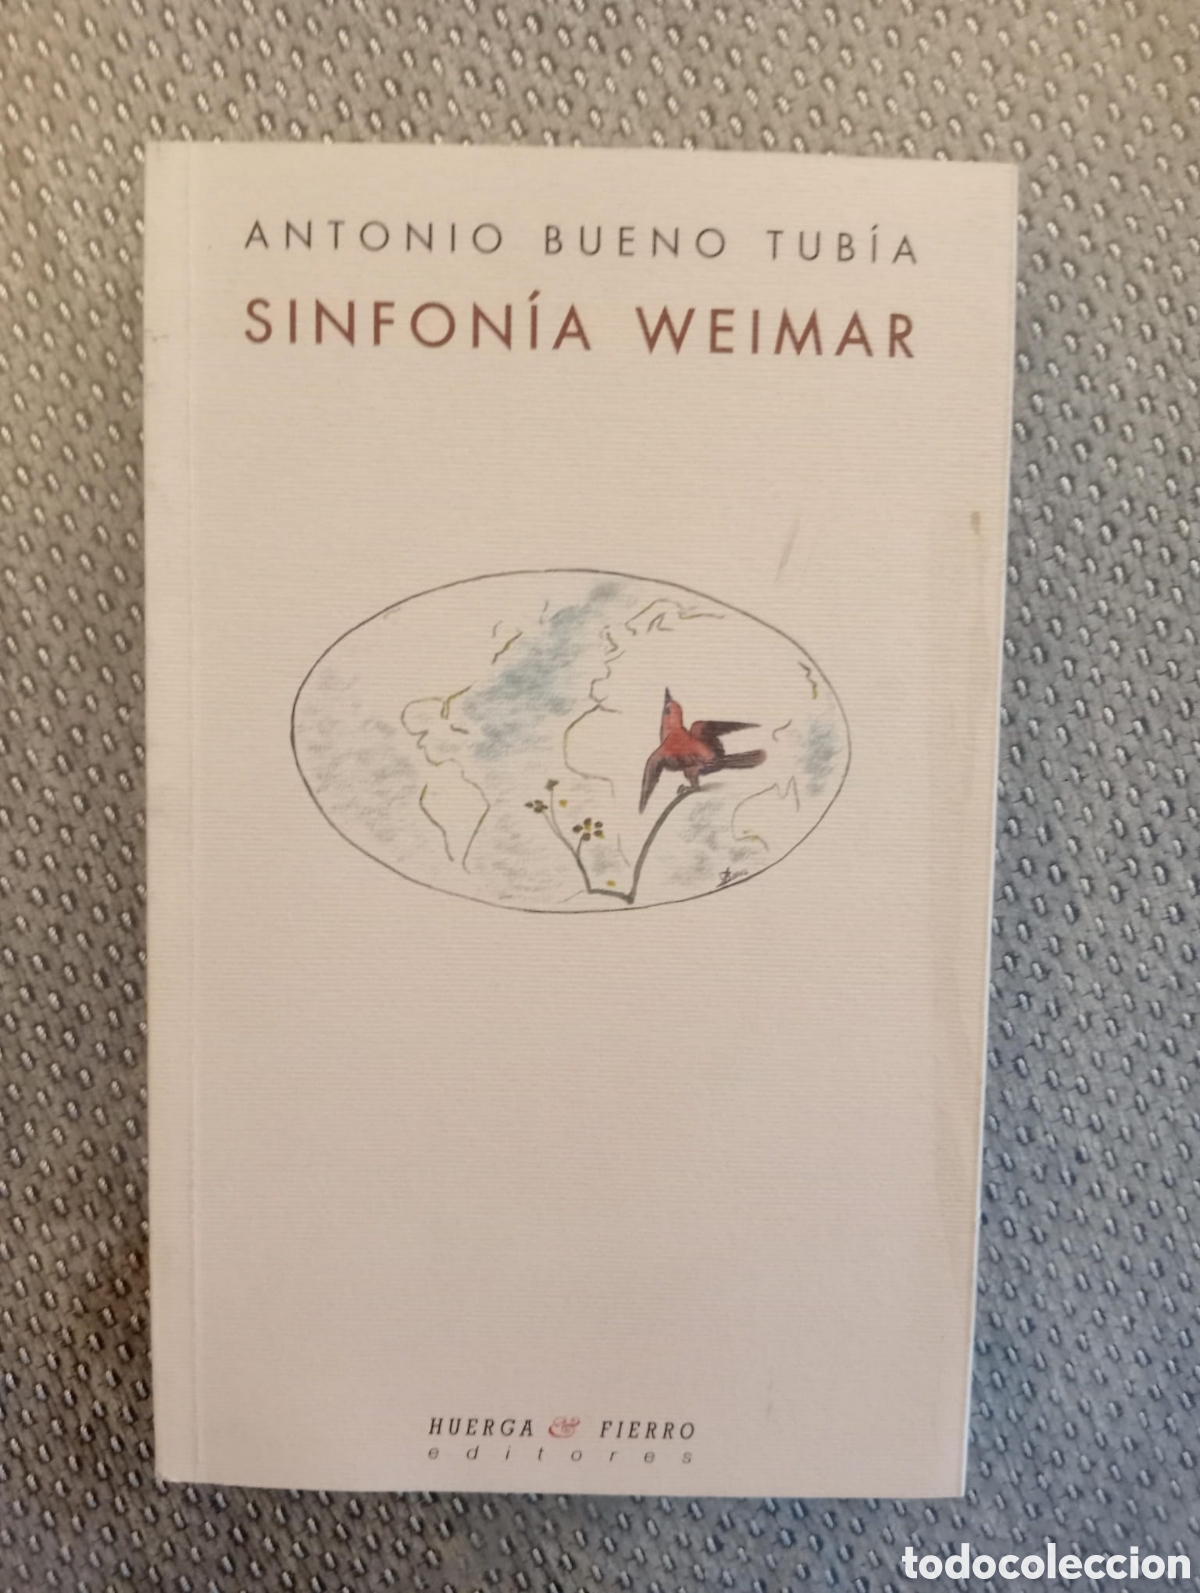 ANTONIO BUENO TUBÍA
SINFONÍA WEIMAR
HUERGA & FIERRO
editores
todocoleccion